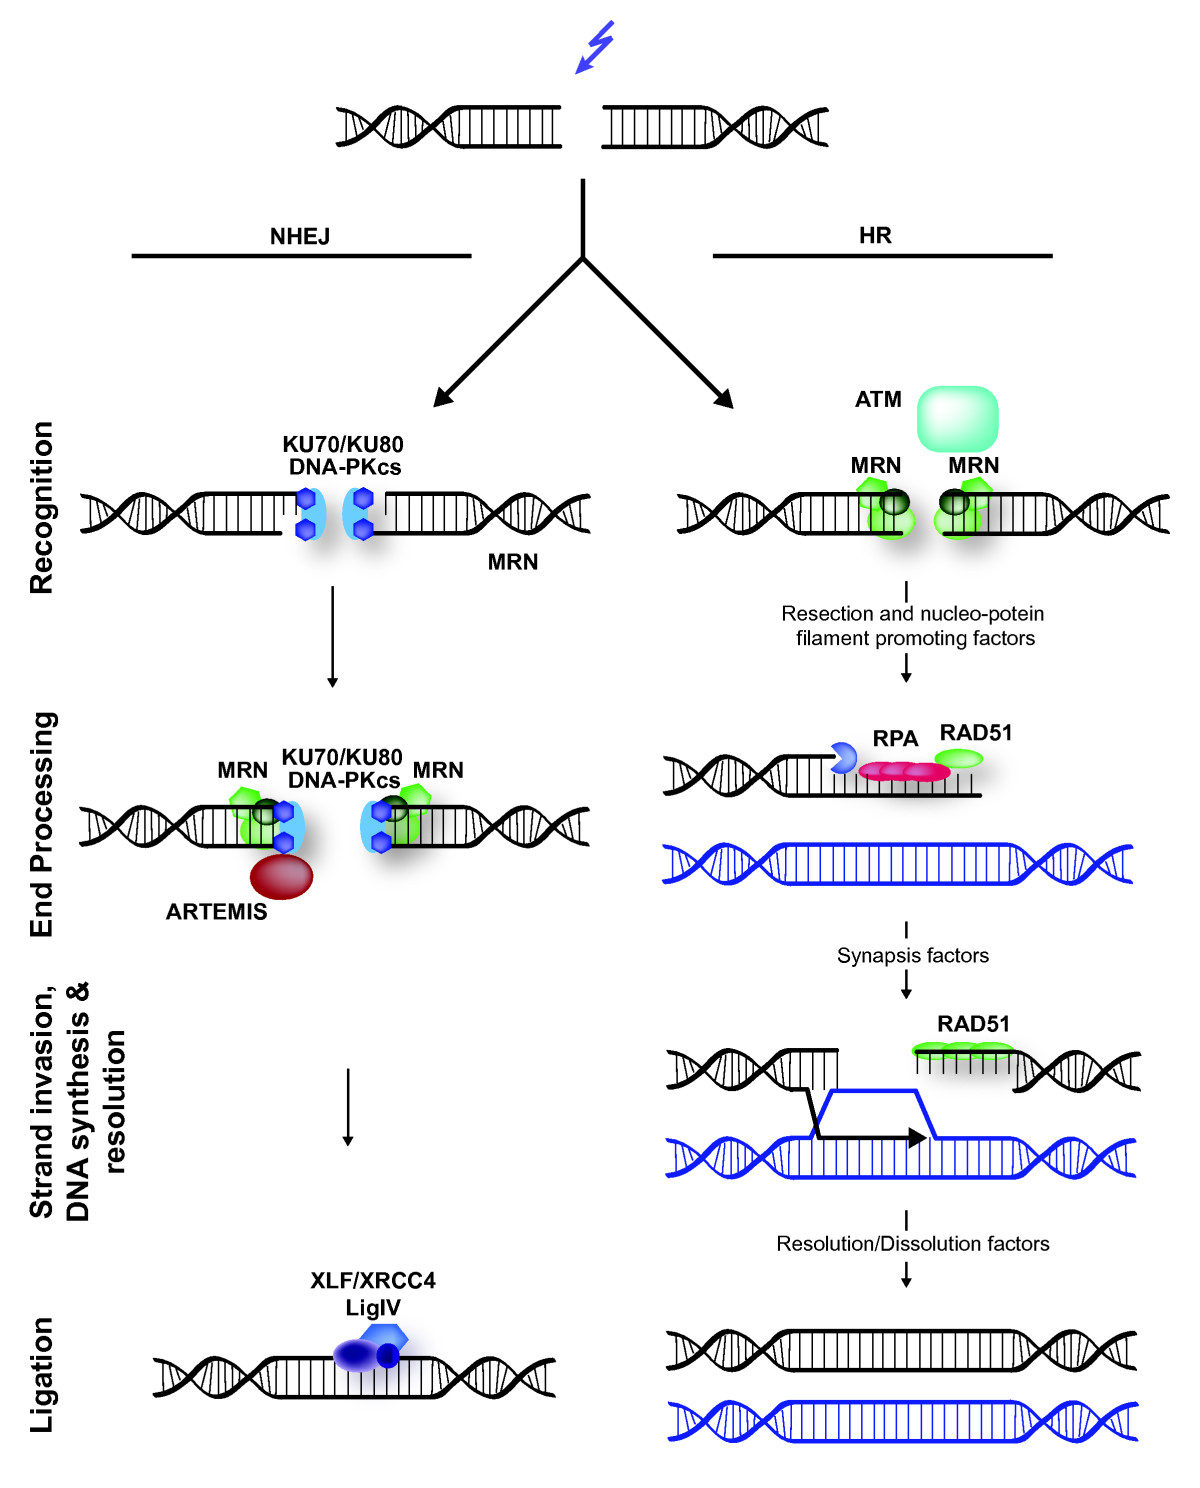 NHEJ
HR
Recognition
KU70/KU80
DNA-PKcs
MRN
ATM
MRN
MRN
Resection and nucleo-potein
filament promoting factors
End Processing
MRN
KU70/KU80
DNA-PKcs
MRN
ARTEMIS
RPA
RAD51
Synapsis factors
Strand invasion,
DNA synthesis &
resolution
RAD51
Resolution/Dissolution factors
Ligation
XLF/XRCC4
LigIV